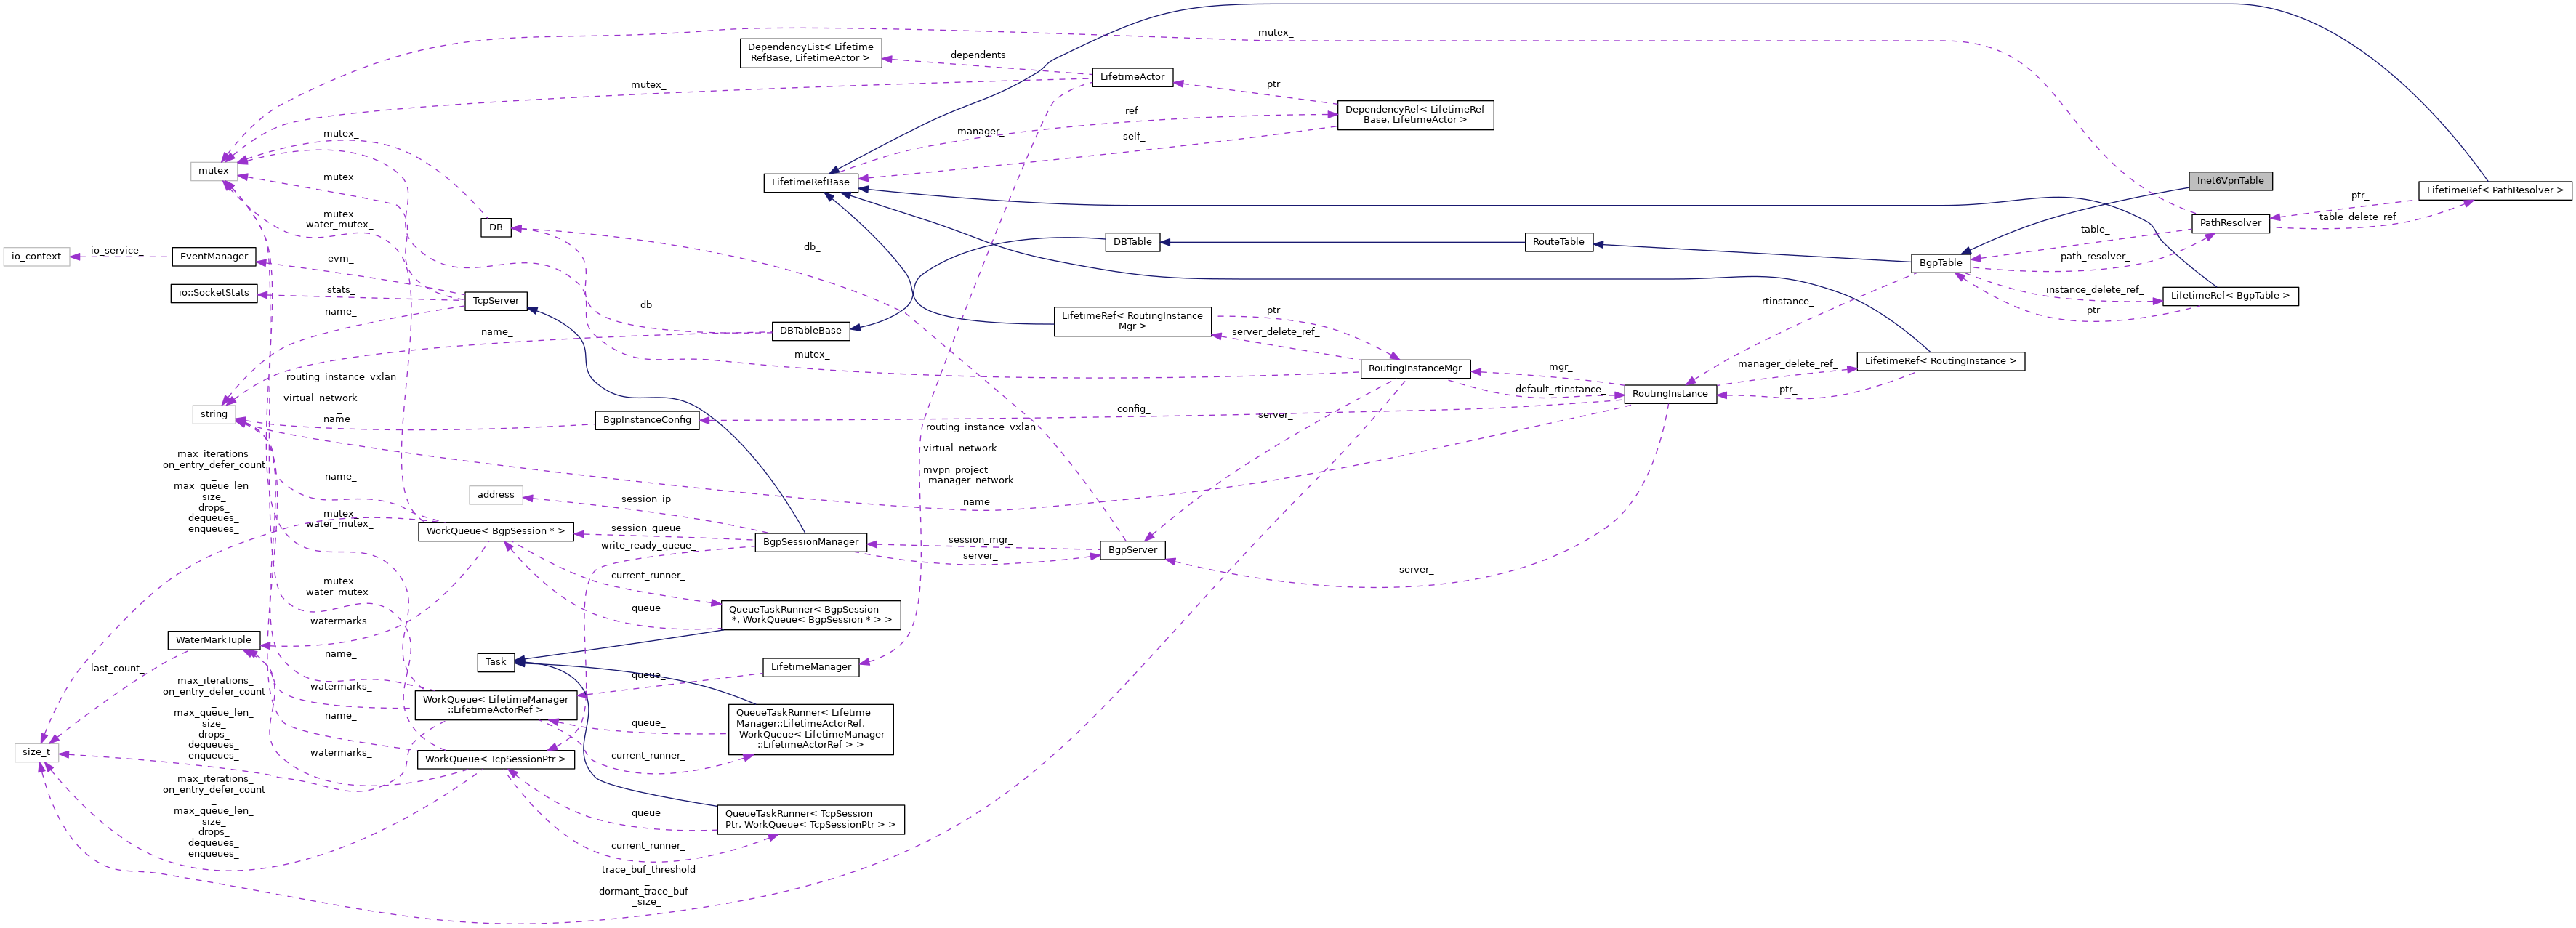 mutex_
DependencyList< Lifetime
RefBase, LifetimeActor >
dependents_
LifetimeActor
mutex_
ptr_
DependencyRef< LifetimeRef
Base, LifetimeActor >
ref_
manager_
self_
mutex_
mutex
mutex_
LifetimeRefBase
Inet6VpnTable
LifetimeRef< PathResolver >
ptr_
table_delete_ref_
PathResolver
mutex_
water_mutex_
DB
table_
db_
DBTable
RouteTable
io_context
io_service_
EventManager
evm_
path_resolver_
BgpTable
io::SocketStats
stats_
TcpServer
instance_delete_ref_
LifetimeRef< BgpTable >
name_
db_
rtinstance_
ptr_
LifetimeRef< RoutingInstance
Mgr >
ptr_
server_delete_ref_
name_
DBTableBase
mutex_
RoutingInstanceMgr
mgr_
manager_delete_ref_
LifetimeRef< RoutingInstance >
routing_instance_vxlan
_
virtual_network
_
name_
default_rtinstance_
RoutingInstance
ptr_
string
BgpInstanceConfig
config_
server_
routing_instance_vxlan
_
virtual_network
_
mvpn_project
_manager_network
_
name_
max_iterations_
on_entry_defer_count
_
max_queue_len_
size_
drops_
dequeues_
enqueues_
name_
address
session_ip_
mutex_
water_mutex_
WorkQueue< BgpSession * >
session_queue_
write_ready_queue_
BgpSessionManager
session_mgr_
server_
BgpServer
server_
current_runner_
mutex_
water_mutex_
queue_
QueueTaskRunner< BgpSession
*, WorkQueue< BgpSession * > >
watermarks_
WaterMarkTuple
name_
Task
LifetimeManager
last_count_
queue_
watermarks_
max_iterations_
on_entry_defer_count
_
max_queue_len_
size_
drops_
dequeues_
enqueues_
WorkQueue< LifetimeManager
::LifetimeActorRef >
name_
queue_
QueueTaskRunner< Lifetime
Manager::LifetimeActorRef,
WorkQueue< LifetimeManager
::LifetimeActorRef > >
size_t
watermarks_
WorkQueue< TcpSessionPtr >
current_runner_
max_iterations_
on_entry_defer_count
_
max_queue_len_
size_
drops_
dequeues_
enqueues_
queue_
QueueTaskRunner< TcpSession
Ptr, WorkQueue< TcpSessionPtr > >
current_runner_
trace_buf_threshold
_
dormant_trace_buf
_size_